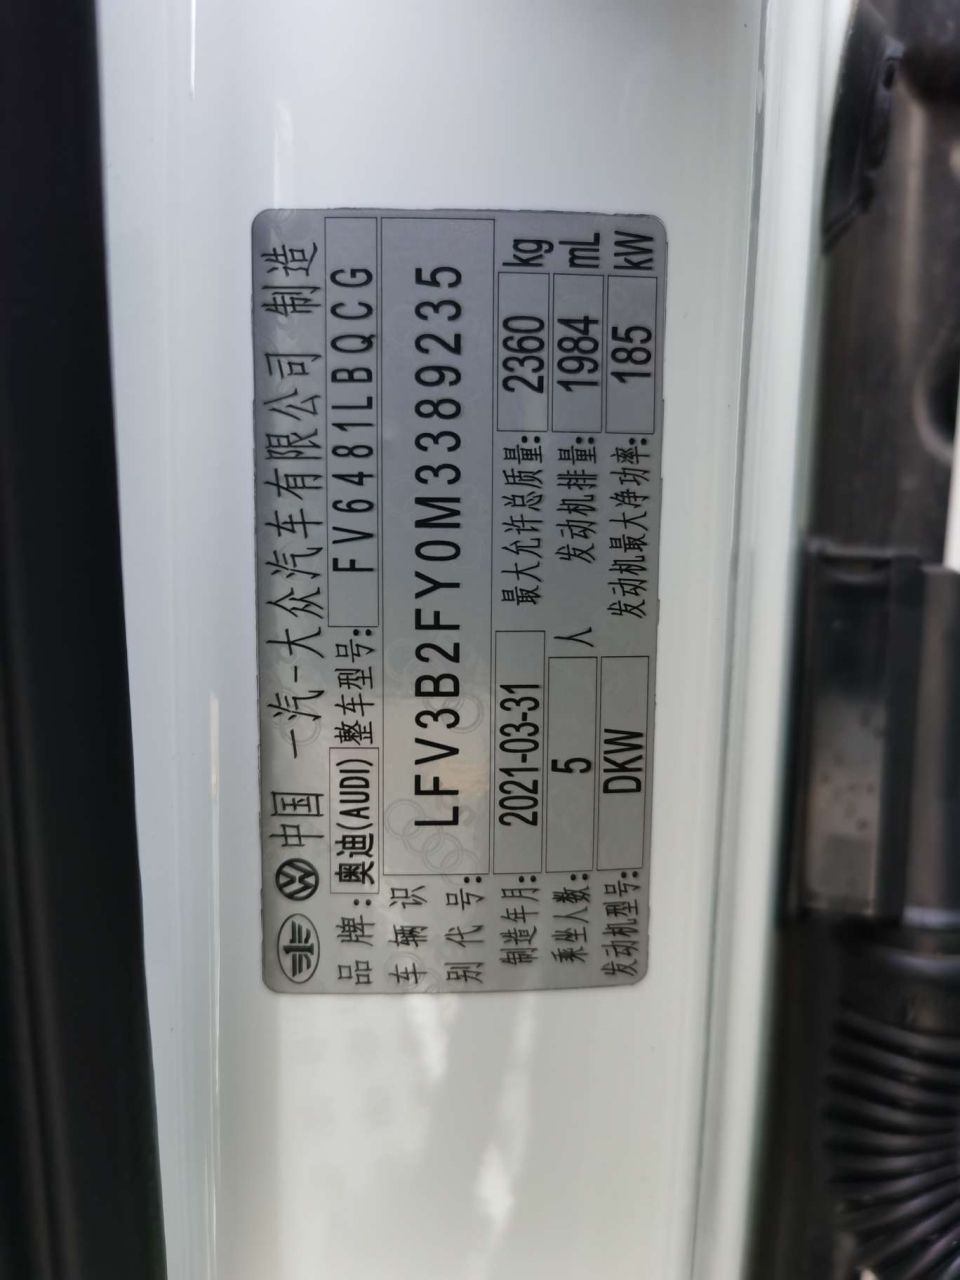 中国 一汽-大众汽车有限公司 制造
品牌: 奥迪(AUDI) 整车型号: FV6481LBQCG
车辆识别代号: LFV3B2FY0M3389235
制造年月: 2021-03-31 最大允许总质量: 2360 kg
乘坐人数: 5 人 发动机排量: 1984 mL
发动机型号: DKW 发动机最大净功率: 185 kW